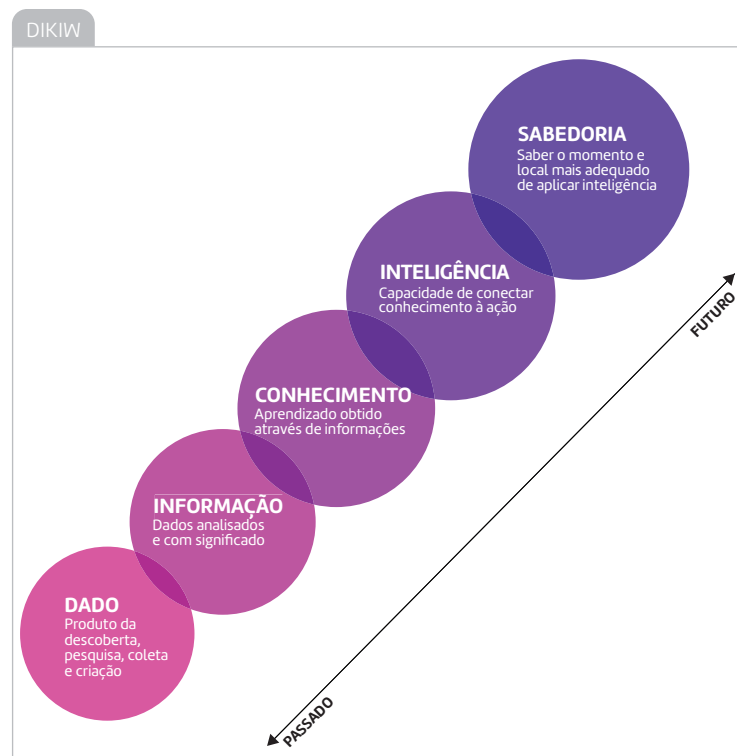 DIKIW
SABEDORIA
Saber o momento e
local mais adequado
de aplicar inteligência
INTELIGÊNCIA
Capacidade de conectar
conhecimento à ação
CONHECIMENTO
Aprendizado obtido
através de informações
INFORMAÇÃO
Dados analisados
e com significado
DADO
Produto da
descoberta,
pesquisa, coleta
e criação
FUTURO
PASSADO